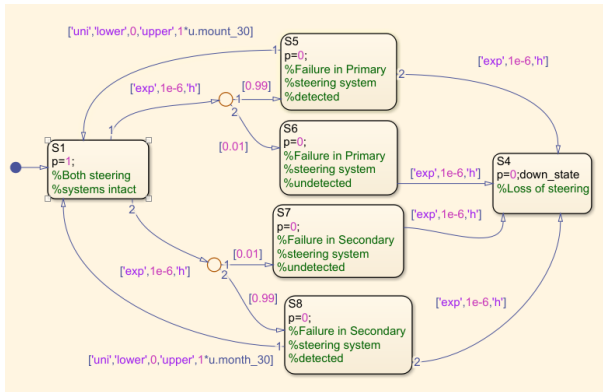 ['uni','lower',0,'upper',1*u.mount_30]
S5
p=0;
%Failure in Primary
%steering system
%detected
1
2
['exp',1e-6,'h']
['exp',1e-6,'h']
[0.99]
1
2
1
[0.01]
S6
p=0;
%Failure in Primary
%steering system
%undetected
S1
p=1;
%Both steering
%systems intact
S4
p=0;down_state
%Loss of steering
['exp',1e-6,'h']
2
S7
p=0;
%Failure in Secondary
%steering system
%undetected
['exp',1e-6,'h']
[0.01]
1
2
['exp',1e-6,'h']
[0.99]
S8
p=0;
%Failure in Secondary
%steering system
%detected
1
2
['exp',1e-6,'h']
['uni','lower',0,'upper',1*u.month_30]